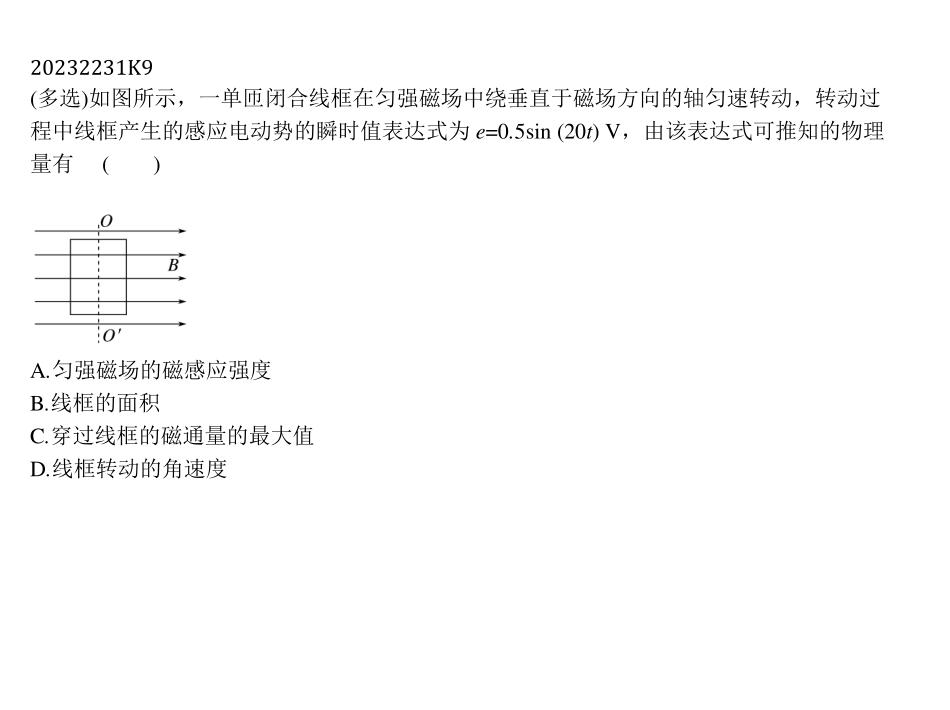 20232231K9
(多选)如图所示，一单匝闭合线框在匀强磁场中绕垂直于磁场方向的轴匀速转动，转动过
程中线框产生的感应电动势的瞬时值表达式为 e=0.5sin (20t) V，由该表达式可推知的物理
量有 (  )
O
B
O′
A.匀强磁场的磁感应强度
B.线框的面积
C.穿过线框的磁通量的最大值
D.线框转动的角速度